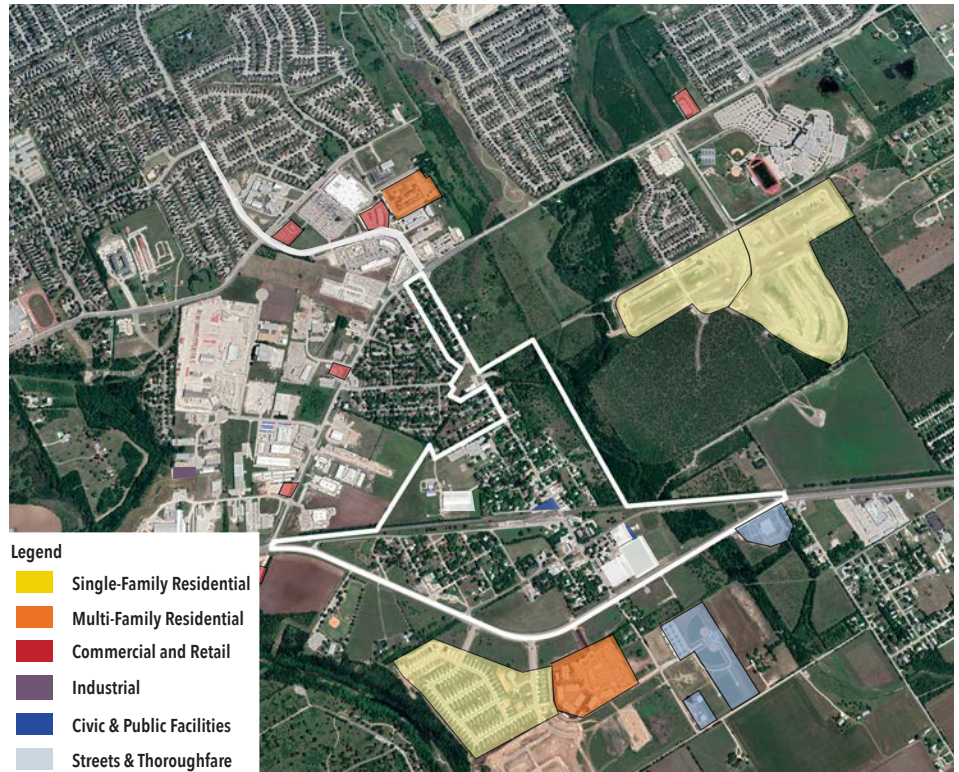 Legend
Single-Family Residential
Multi-Family Residential
Commercial and Retail
Industrial
Civic & Public Facilities
Streets & Thoroughfare